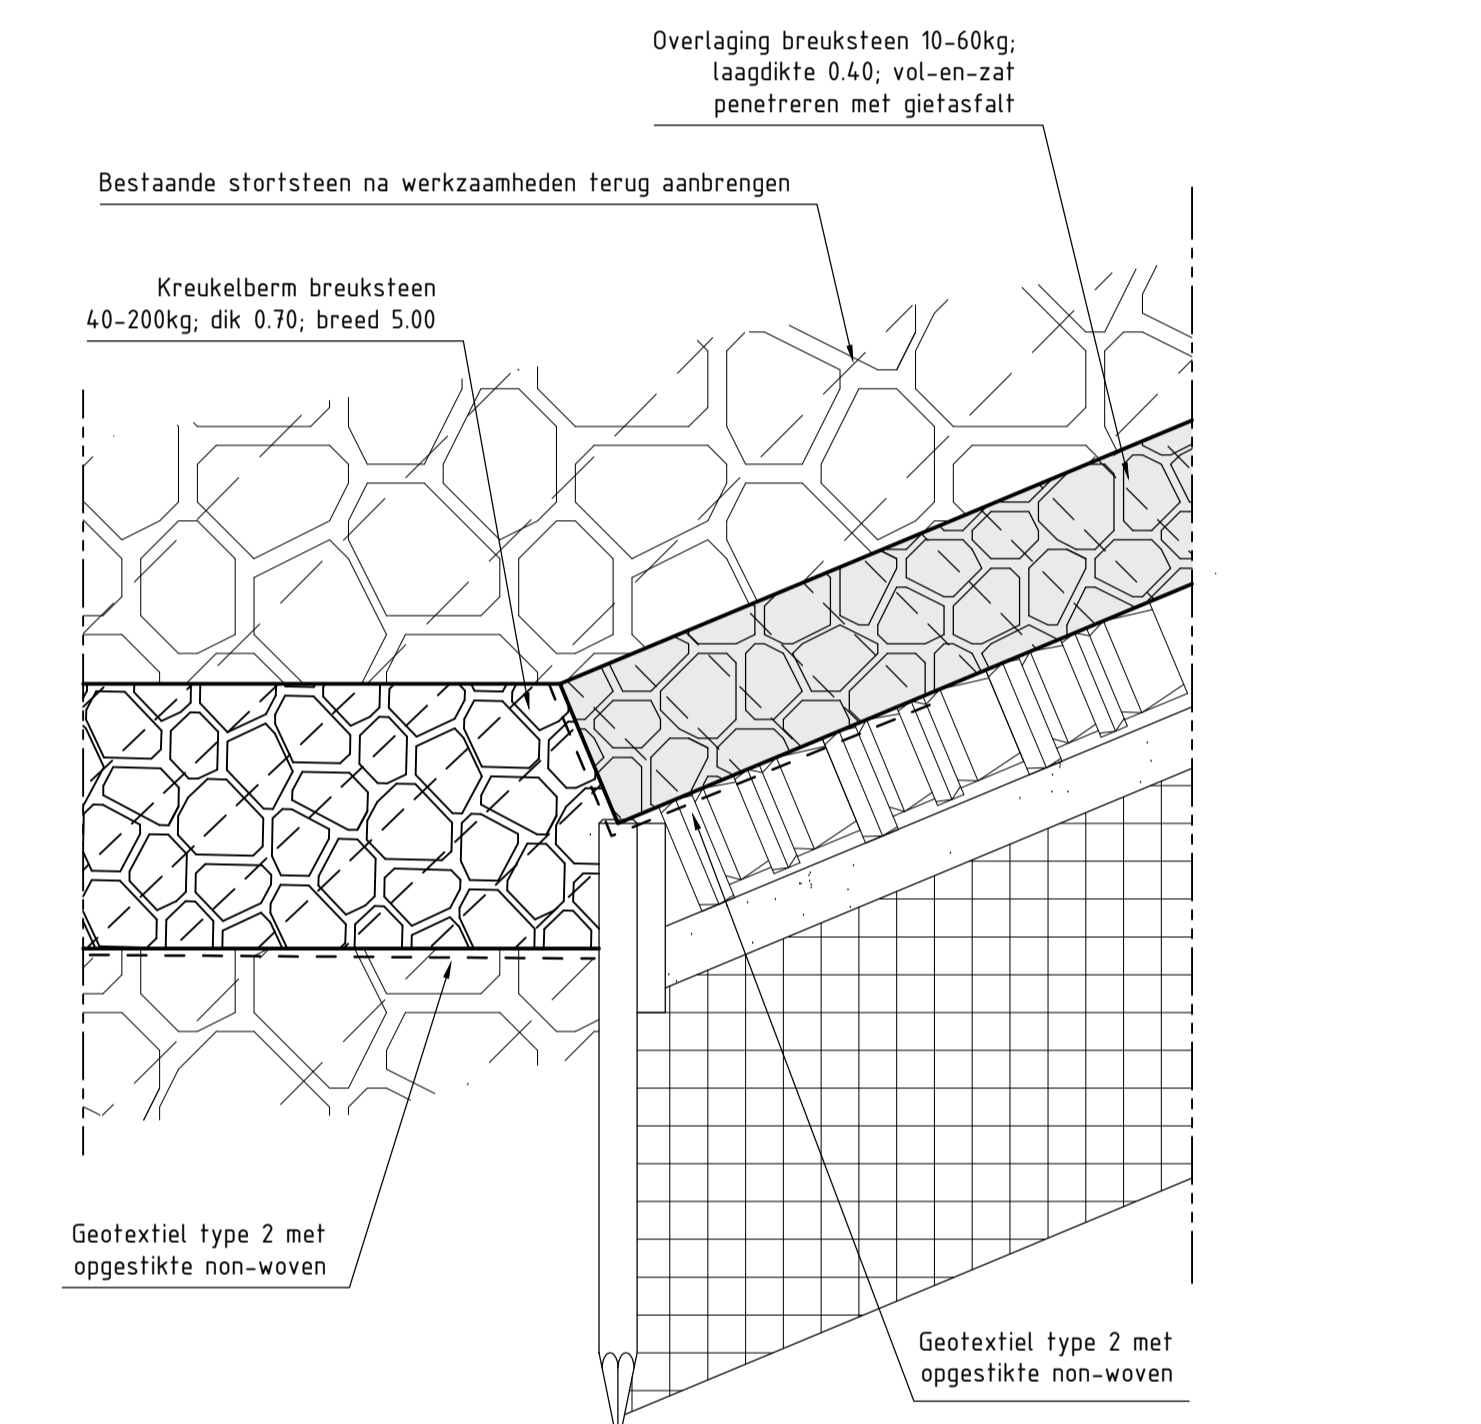 Overlaging breuksteen 10-60kg;
laagdikte 0.40; vol-en-zat
penetreren met gietasfalt
Bestaande stortsteen na werkzaamheden terug aanbrengen
Kreukelberm breuksteen
40-200kg; dik 0.70; breed 5.00
Geotextiel type 2 met
opgestikte non-woven
Geotextiel type 2 met
opgestikte non-woven